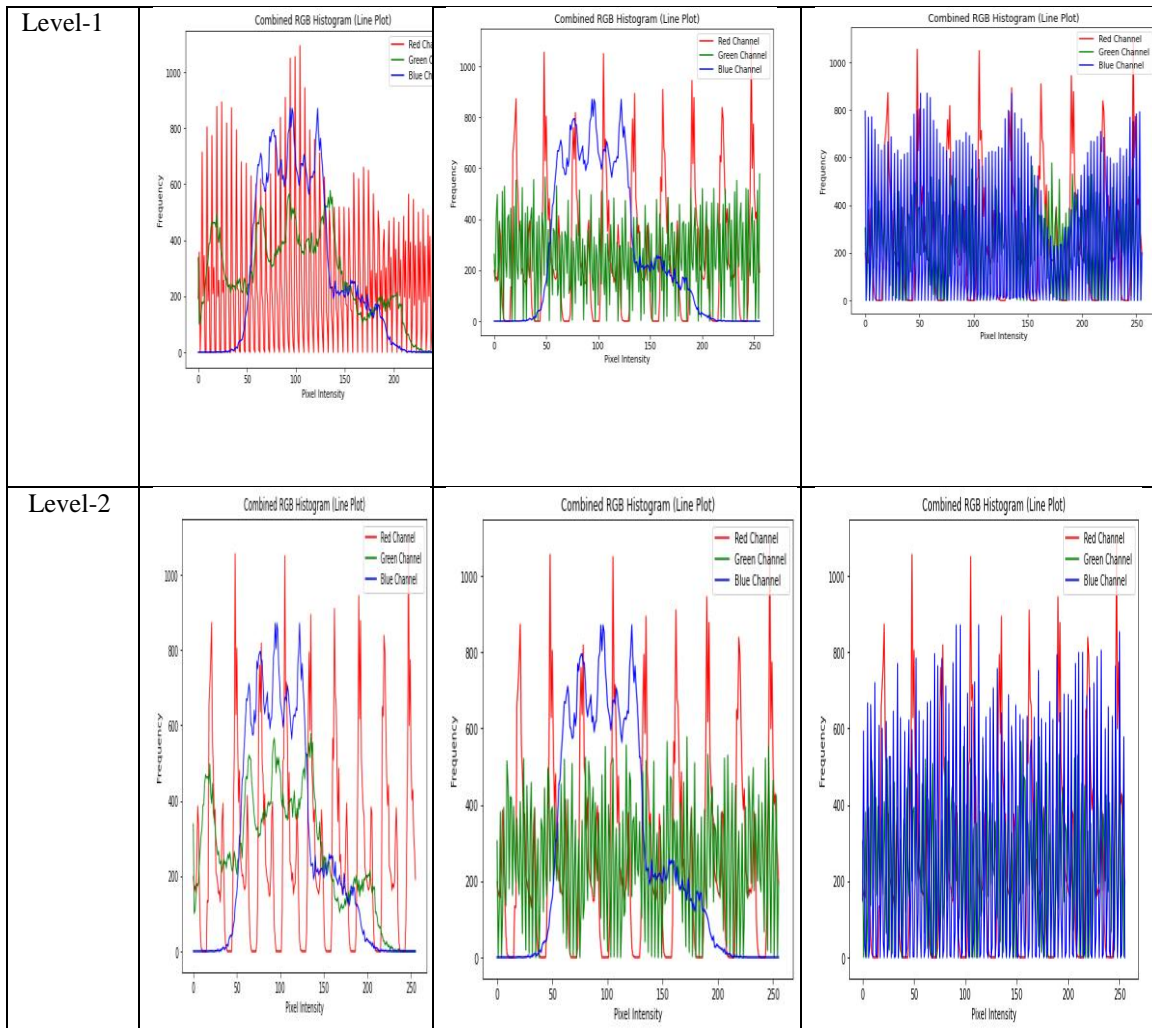 Level-1
Combined RGB Histogram (Line Plot)
Red Cha
Green C
Blue Ch
Frequency
1000
800
600
400
200
0
0 50 100 150 200
Pixel Intensity
Combined RGB Histogram (Line Plot)
Red Channel
Green Channel
Blue Channel
Frequency
1000
800
600
400
200
0
0 50 100 150 200 250
Pixel Intensity
Combined RGB Histogram (Line Plot)
Red Channel
Green Channel
Blue Channel
Frequency
1000
800
600
400
200
0
0 50 100 150 200 250
Pixel Intensity
Level-2
Combined RGB Histogram (Line Plot)
Red Channel
Green Channel
Blue Channel
Frequency
1000
800
600
400
200
0
0 50 100 150 200 250
Pixel Intensity
Combined RGB Histogram (Line Plot)
Red Channel
Green Channel
Blue Channel
Frequency
1000
800
600
400
200
0
0 50 100 150 200 250
Pixel Intensity
Combined RGB Histogram (Line Plot)
Red Channel
Green Channel
Blue Channel
Frequency
1000
800
600
400
200
0
0 50 100 150 200 250
Pixel Intensity